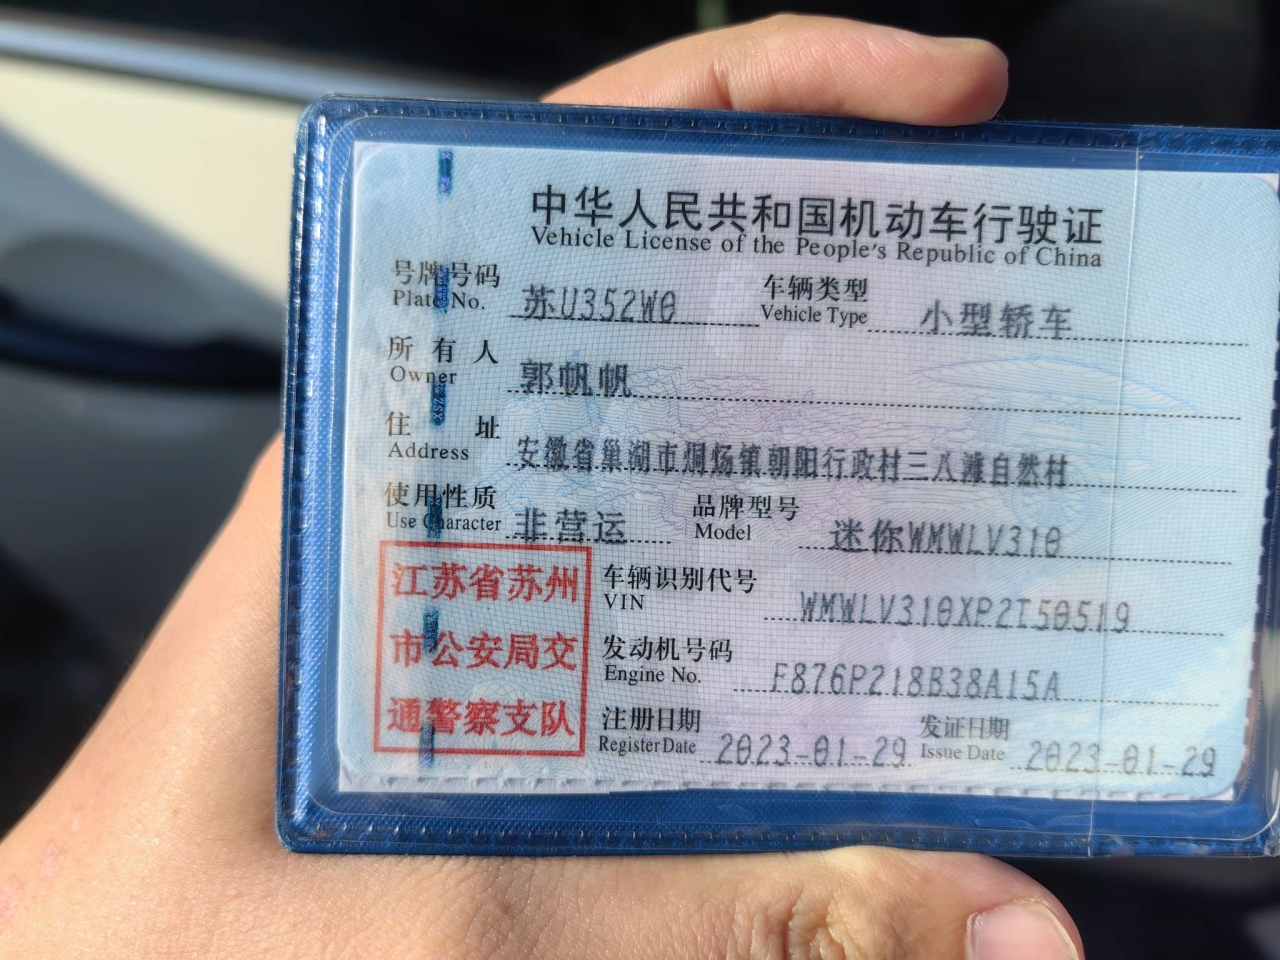 中华人民共和国机动车行驶证
Vehicle License of the People's Republic of China
号牌号码 苏U352W0 车辆类型 小型轿车
Plate No. Vehicle Type
所有人 郭帆帆
Owner
住址 安徽省巢湖市烔炀镇朝阳行政村三八滩自然村
Address
使用性质 非营运 品牌型号 迷你WMWLV310
Use Character Model
江苏省苏州
市公安局交
通警察支队
车辆识别代号 WMWLV310XP2T50519
VIN
发动机号码 F876P218B38A15A
Engine No.
注册日期 2023-01-29 发证日期 2023-01-29
Register Date Issue Date